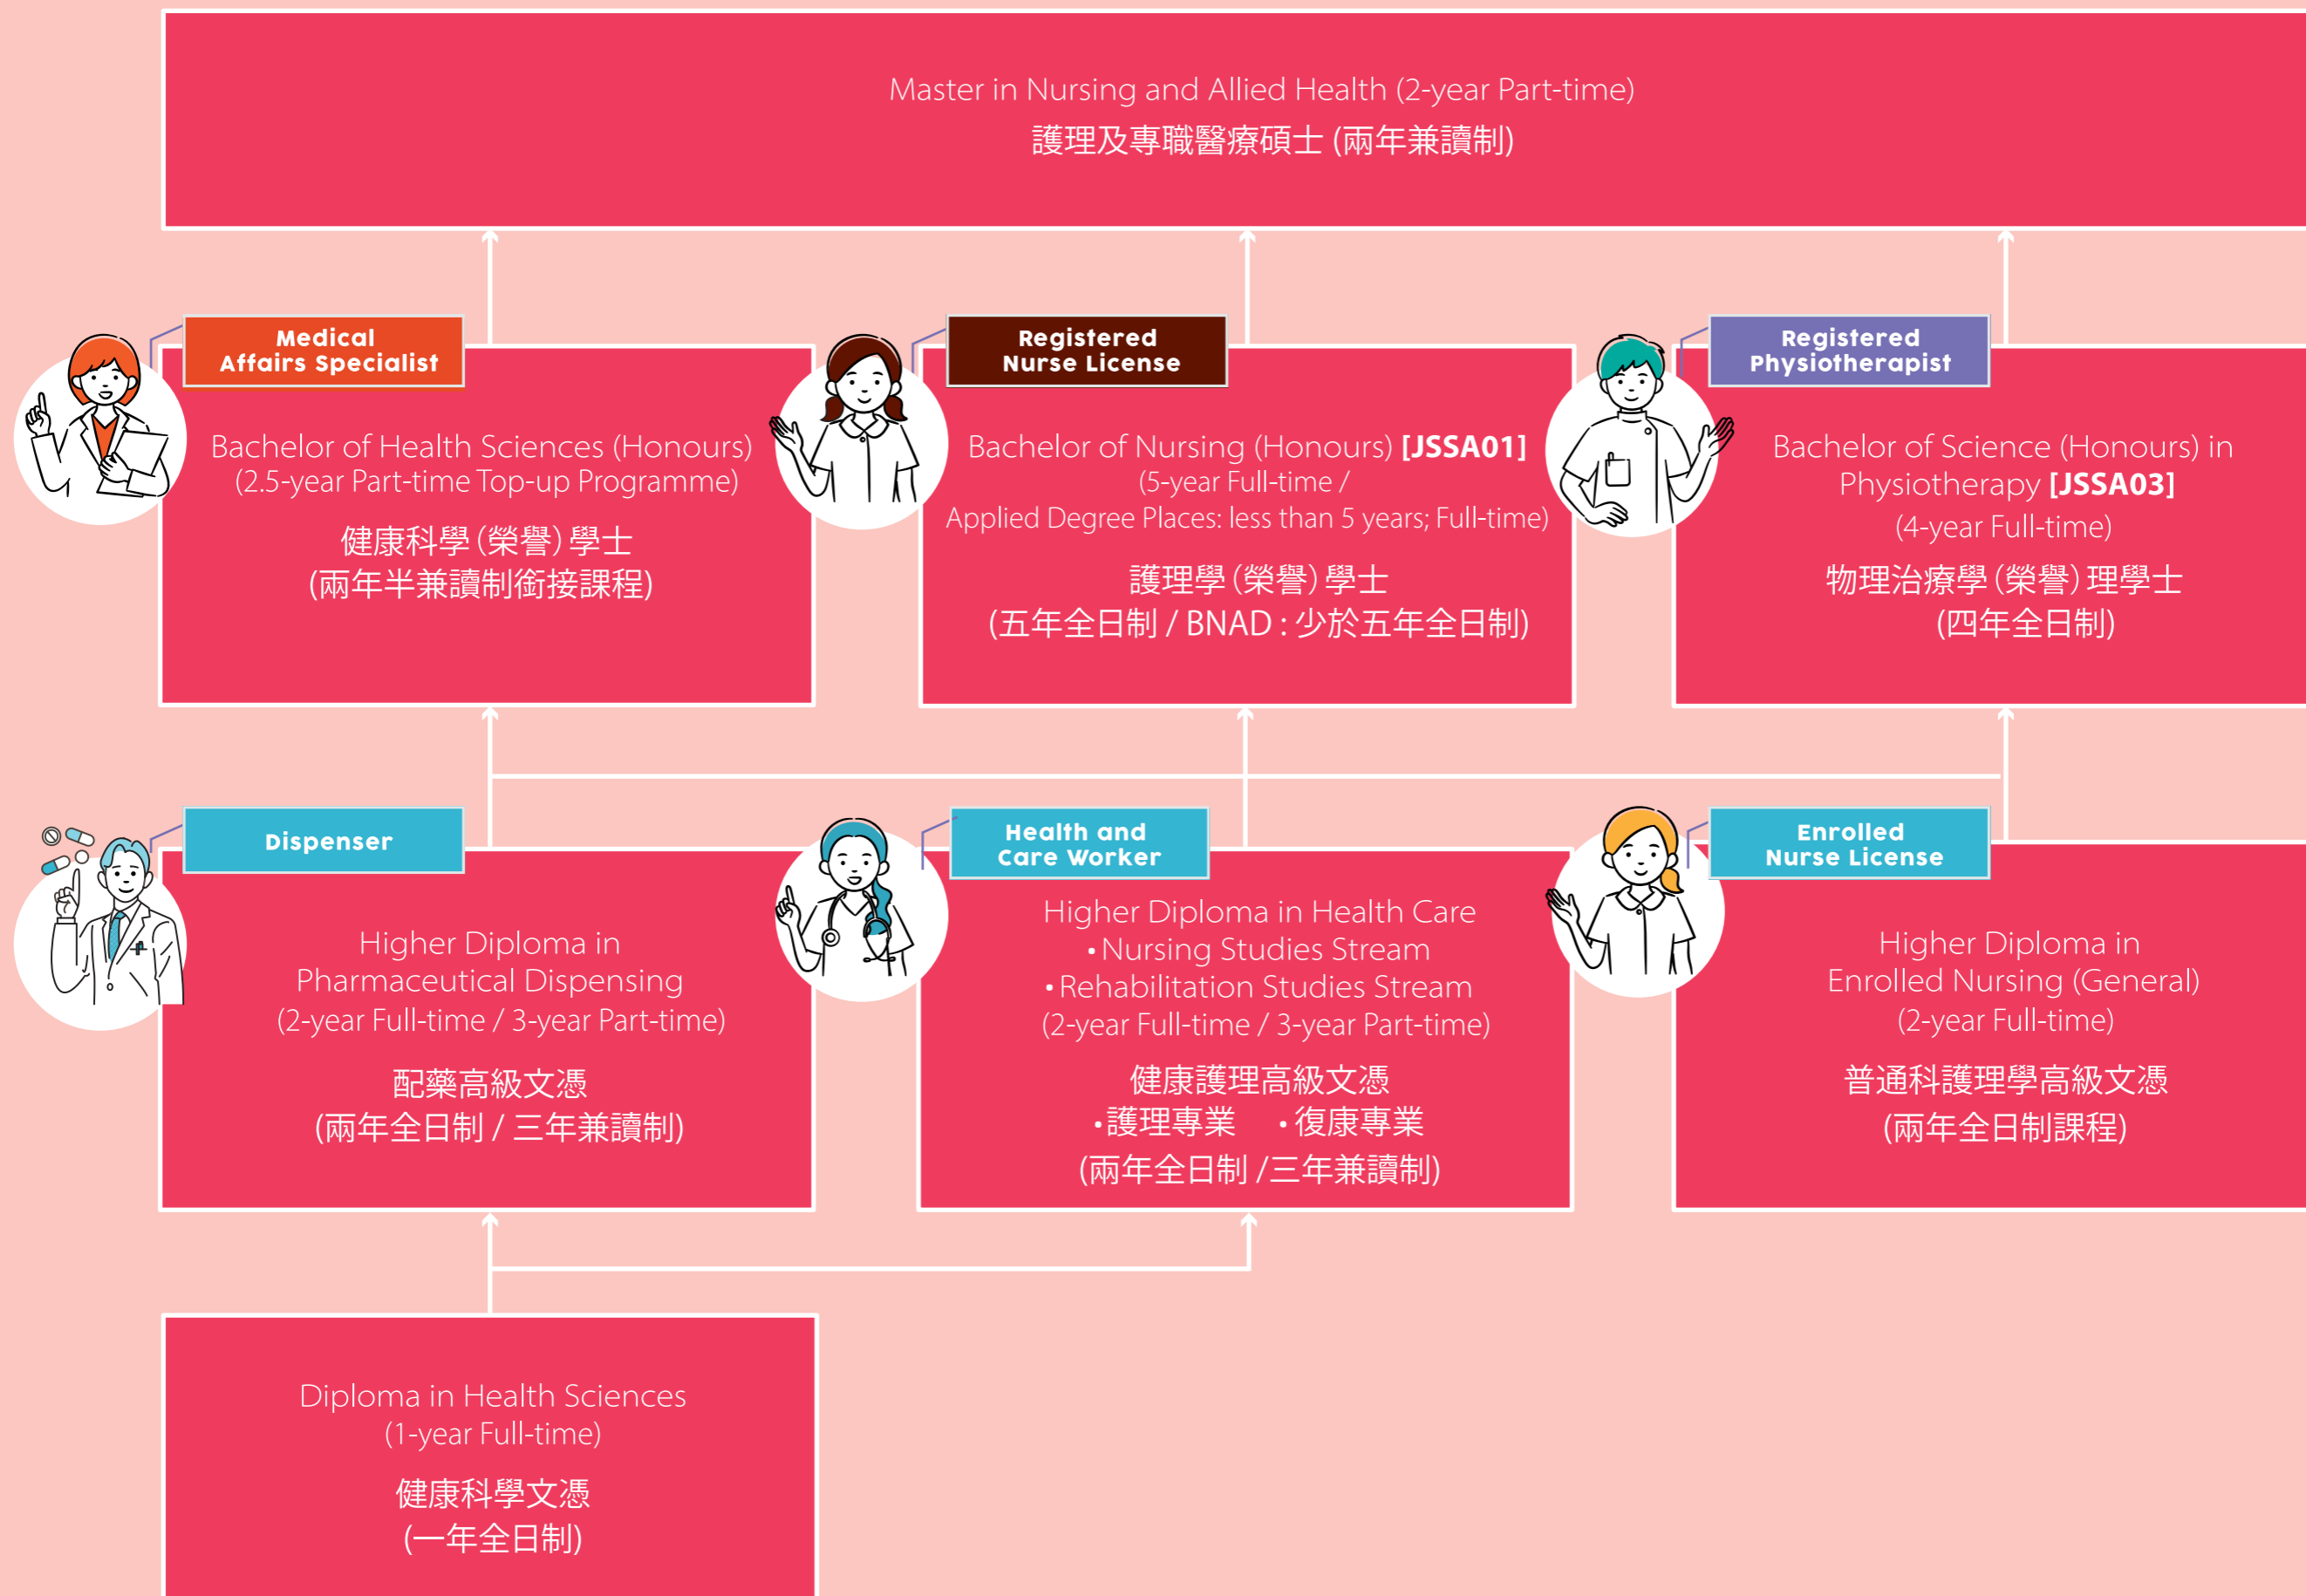 Master in Nursing and Allied Health (2-year Part-time)
護理及專職醫療碩士 (兩年兼讀制)
Medical
Affairs Specialist
Bachelor of Health Sciences (Honours)
(2.5-year Part-time Top-up Programme)
健康科學（榮譽）學士
(兩年半兼讀制銜接課程)
Registered
Nurse License
Bachelor of Nursing (Honours) [JSSA01]
(5-year Full-time /
Applied Degree Places: less than 5 years; Full-time)
護理學（榮譽）學士
(五年全日制 / BNAD : 少於五年全日制)
Registered
Physiotherapist
Bachelor of Science (Honours) in
Physiotherapy [JSSA03]
(4-year Full-time)
物理治療學（榮譽）理學士
(四年全日制)
Dispenser
Higher Diploma in
Pharmaceutical Dispensing
(2-year Full-time / 3-year Part-time)
配藥高級文憑
(兩年全日制 / 三年兼讀制)
Health and
Care Worker
Higher Diploma in Health Care
•Nursing Studies Stream
•Rehabilitation Studies Stream
(2-year Full-time / 3-year Part-time)
健康護理高級文憑
•護理專業 •復康專業
(兩年全日制 /三年兼讀制)
Enrolled
Nurse License
Higher Diploma in
Enrolled Nursing (General)
(2-year Full-time)
普通科護理學高級文憑
(兩年全日制課程)
Diploma in Health Sciences
(1-year Full-time)
健康科學文憑
(一年全日制)